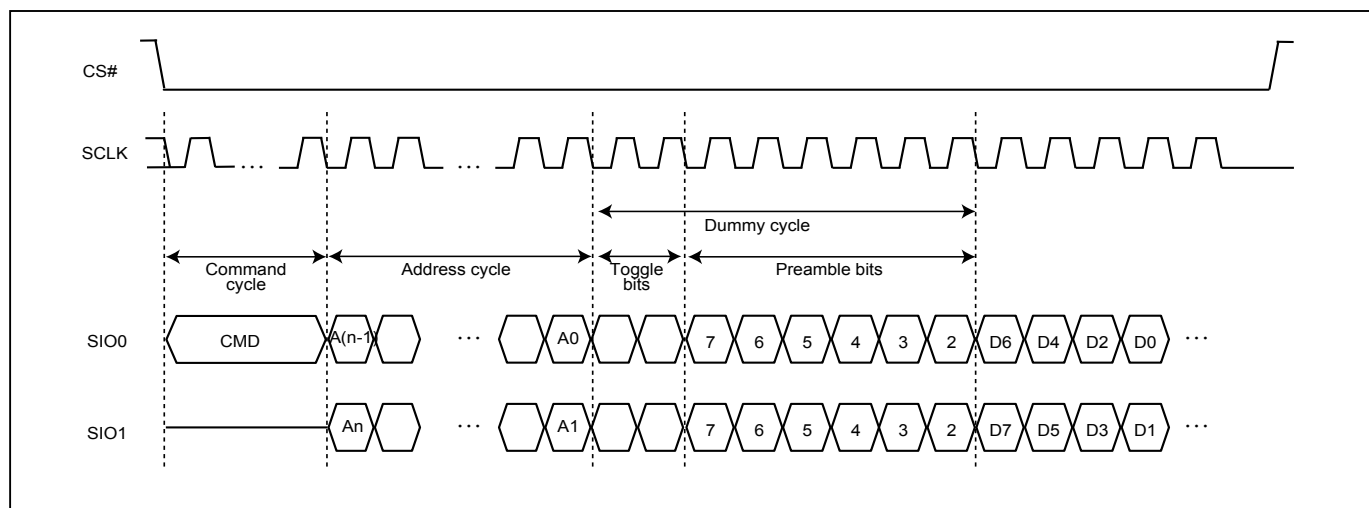 CS#
SCLK
...
...
Dummy cycle
Command
cycle
Address cycle
Toggle
bits
Preamble bits
SIO0
CMD
A(n-1)
...
A0
7
6
5
4
3
2
D6
D4
D2
D0
...
SIO1
An
...
A1
7
6
5
4
3
2
D7
D5
D3
D1
...